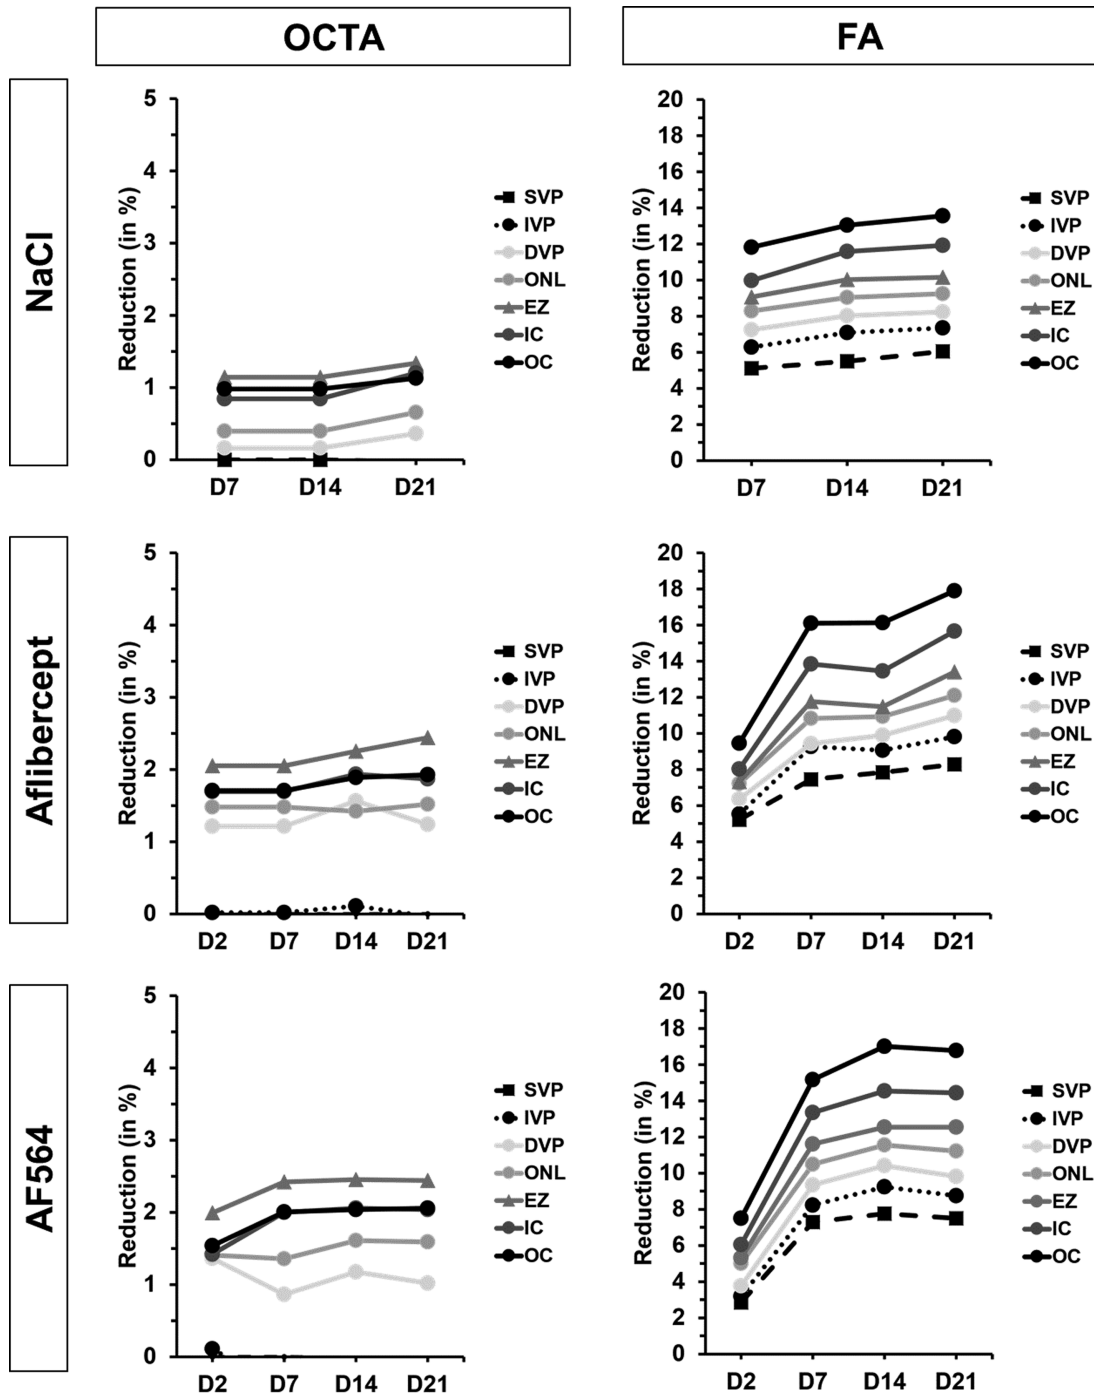 OCTA
FA
NaCl
Reduction (in %)
5
4
3
2
1
0
D7 D14 D21
SVP
IVP
DVP
ONL
EZ
IC
OC
Reduction (in %)
20
18
16
14
12
10
8
6
4
2
0
D7 D14 D21
SVP
IVP
DVP
ONL
EZ
IC
OC
Aflibercept
Reduction (in %)
5
4
3
2
1
0
D2 D7 D14 D21
SVP
IVP
DVP
ONL
EZ
IC
OC
Reduction (in %)
20
18
16
14
12
10
8
6
4
2
0
D2 D7 D14 D21
SVP
IVP
DVP
ONL
EZ
IC
OC
AF564
Reduction (in %)
5
4
3
2
1
0
D2 D7 D14 D21
SVP
IVP
DVP
ONL
EZ
IC
OC
Reduction (in %)
20
18
16
14
12
10
8
6
4
2
0
D2 D7 D14 D21
SVP
IVP
DVP
ONL
EZ
IC
OC